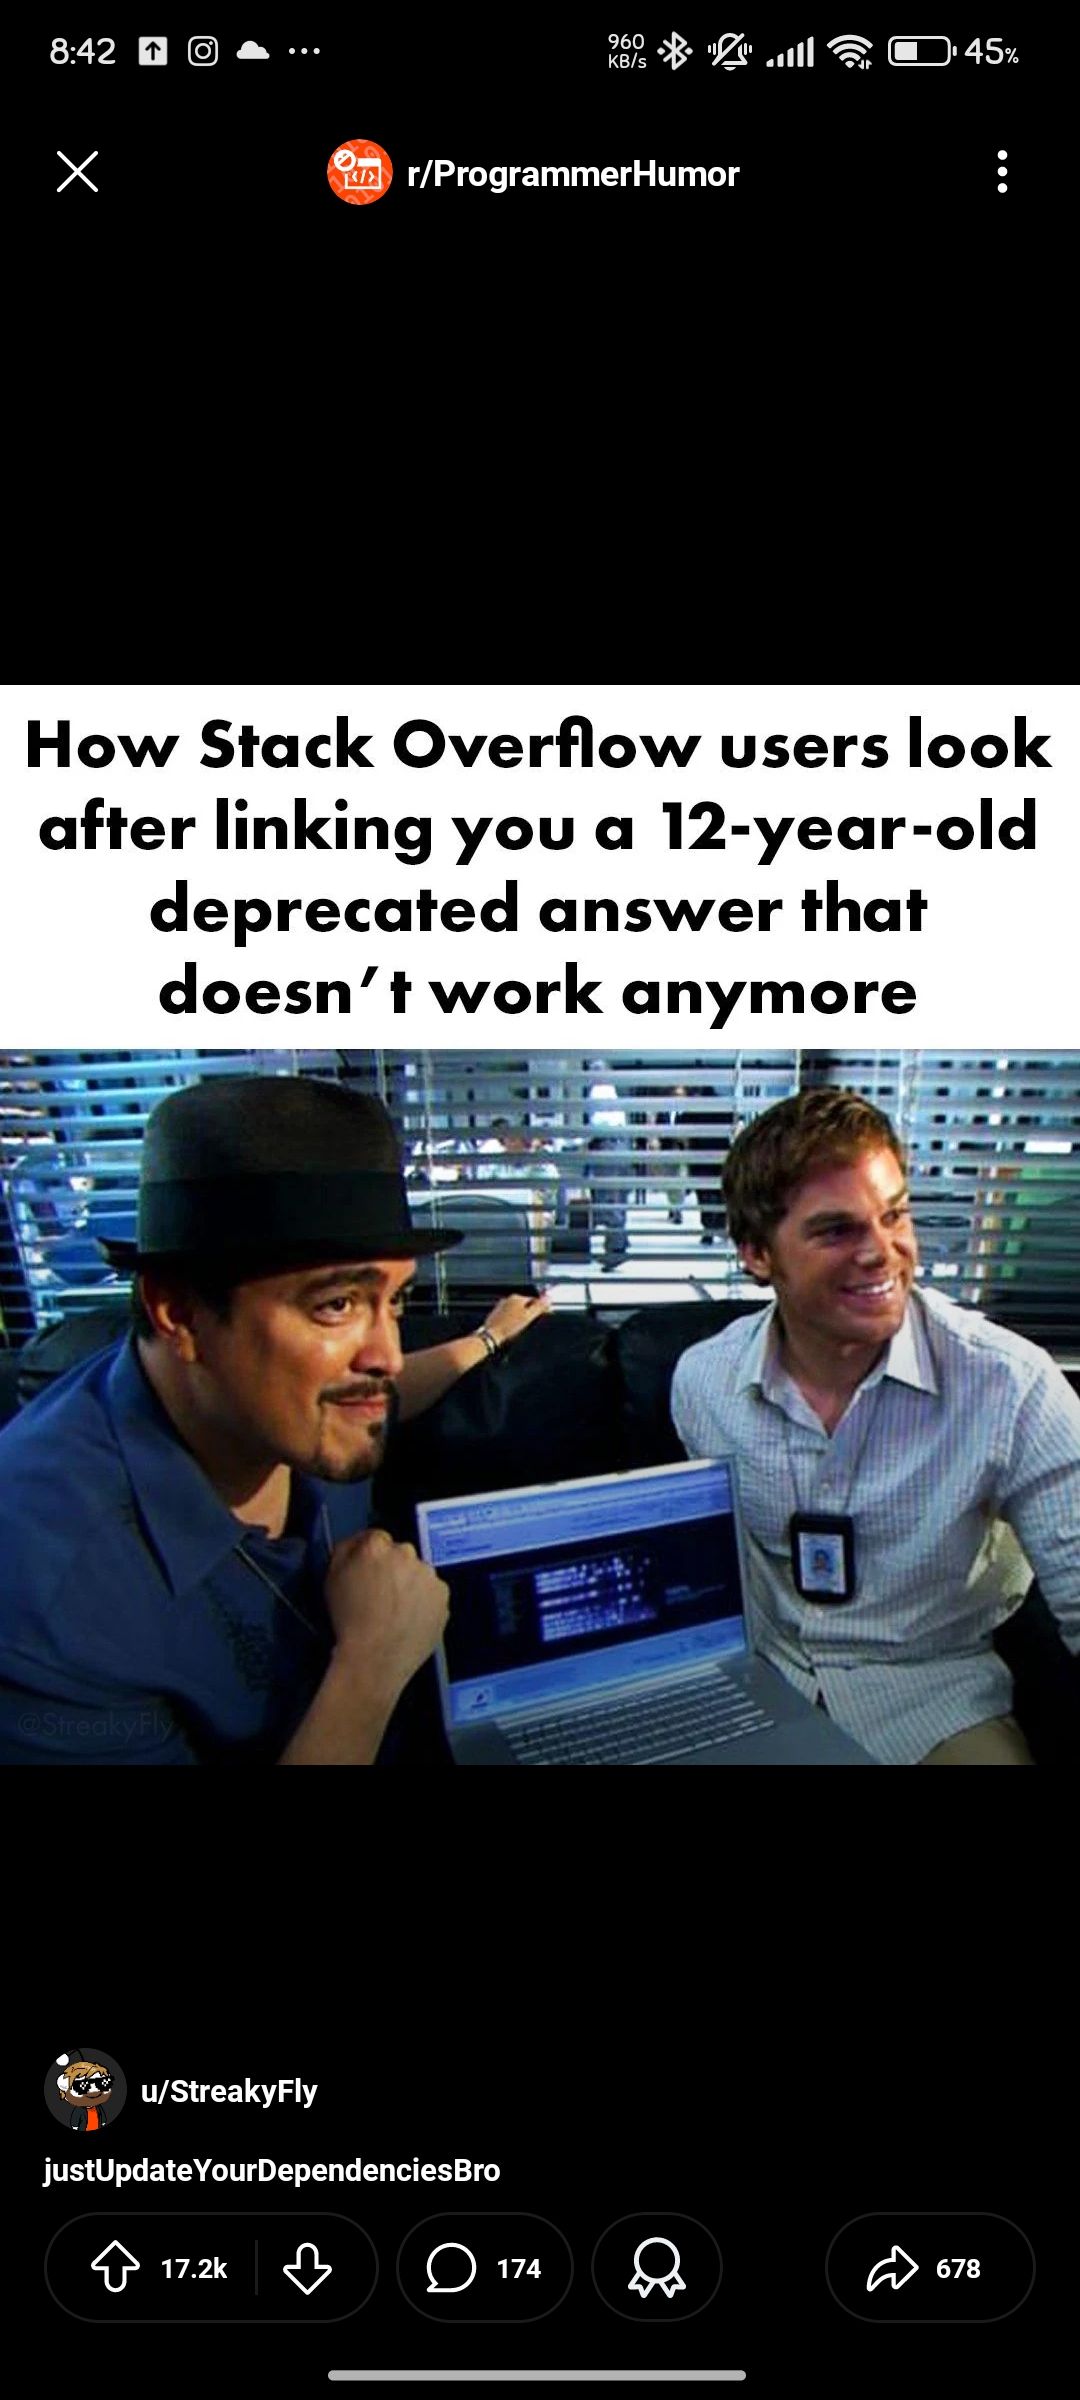 8:42
960
KB/s
45%
r/ProgrammerHumor
How Stack Overflow users look
after linking you a 12-year-old
deprecated answer that
doesn't work anymore
@StreakyFly
u/StreakyFly
justUpdateYourDependenciesBro
17.2k
174
678